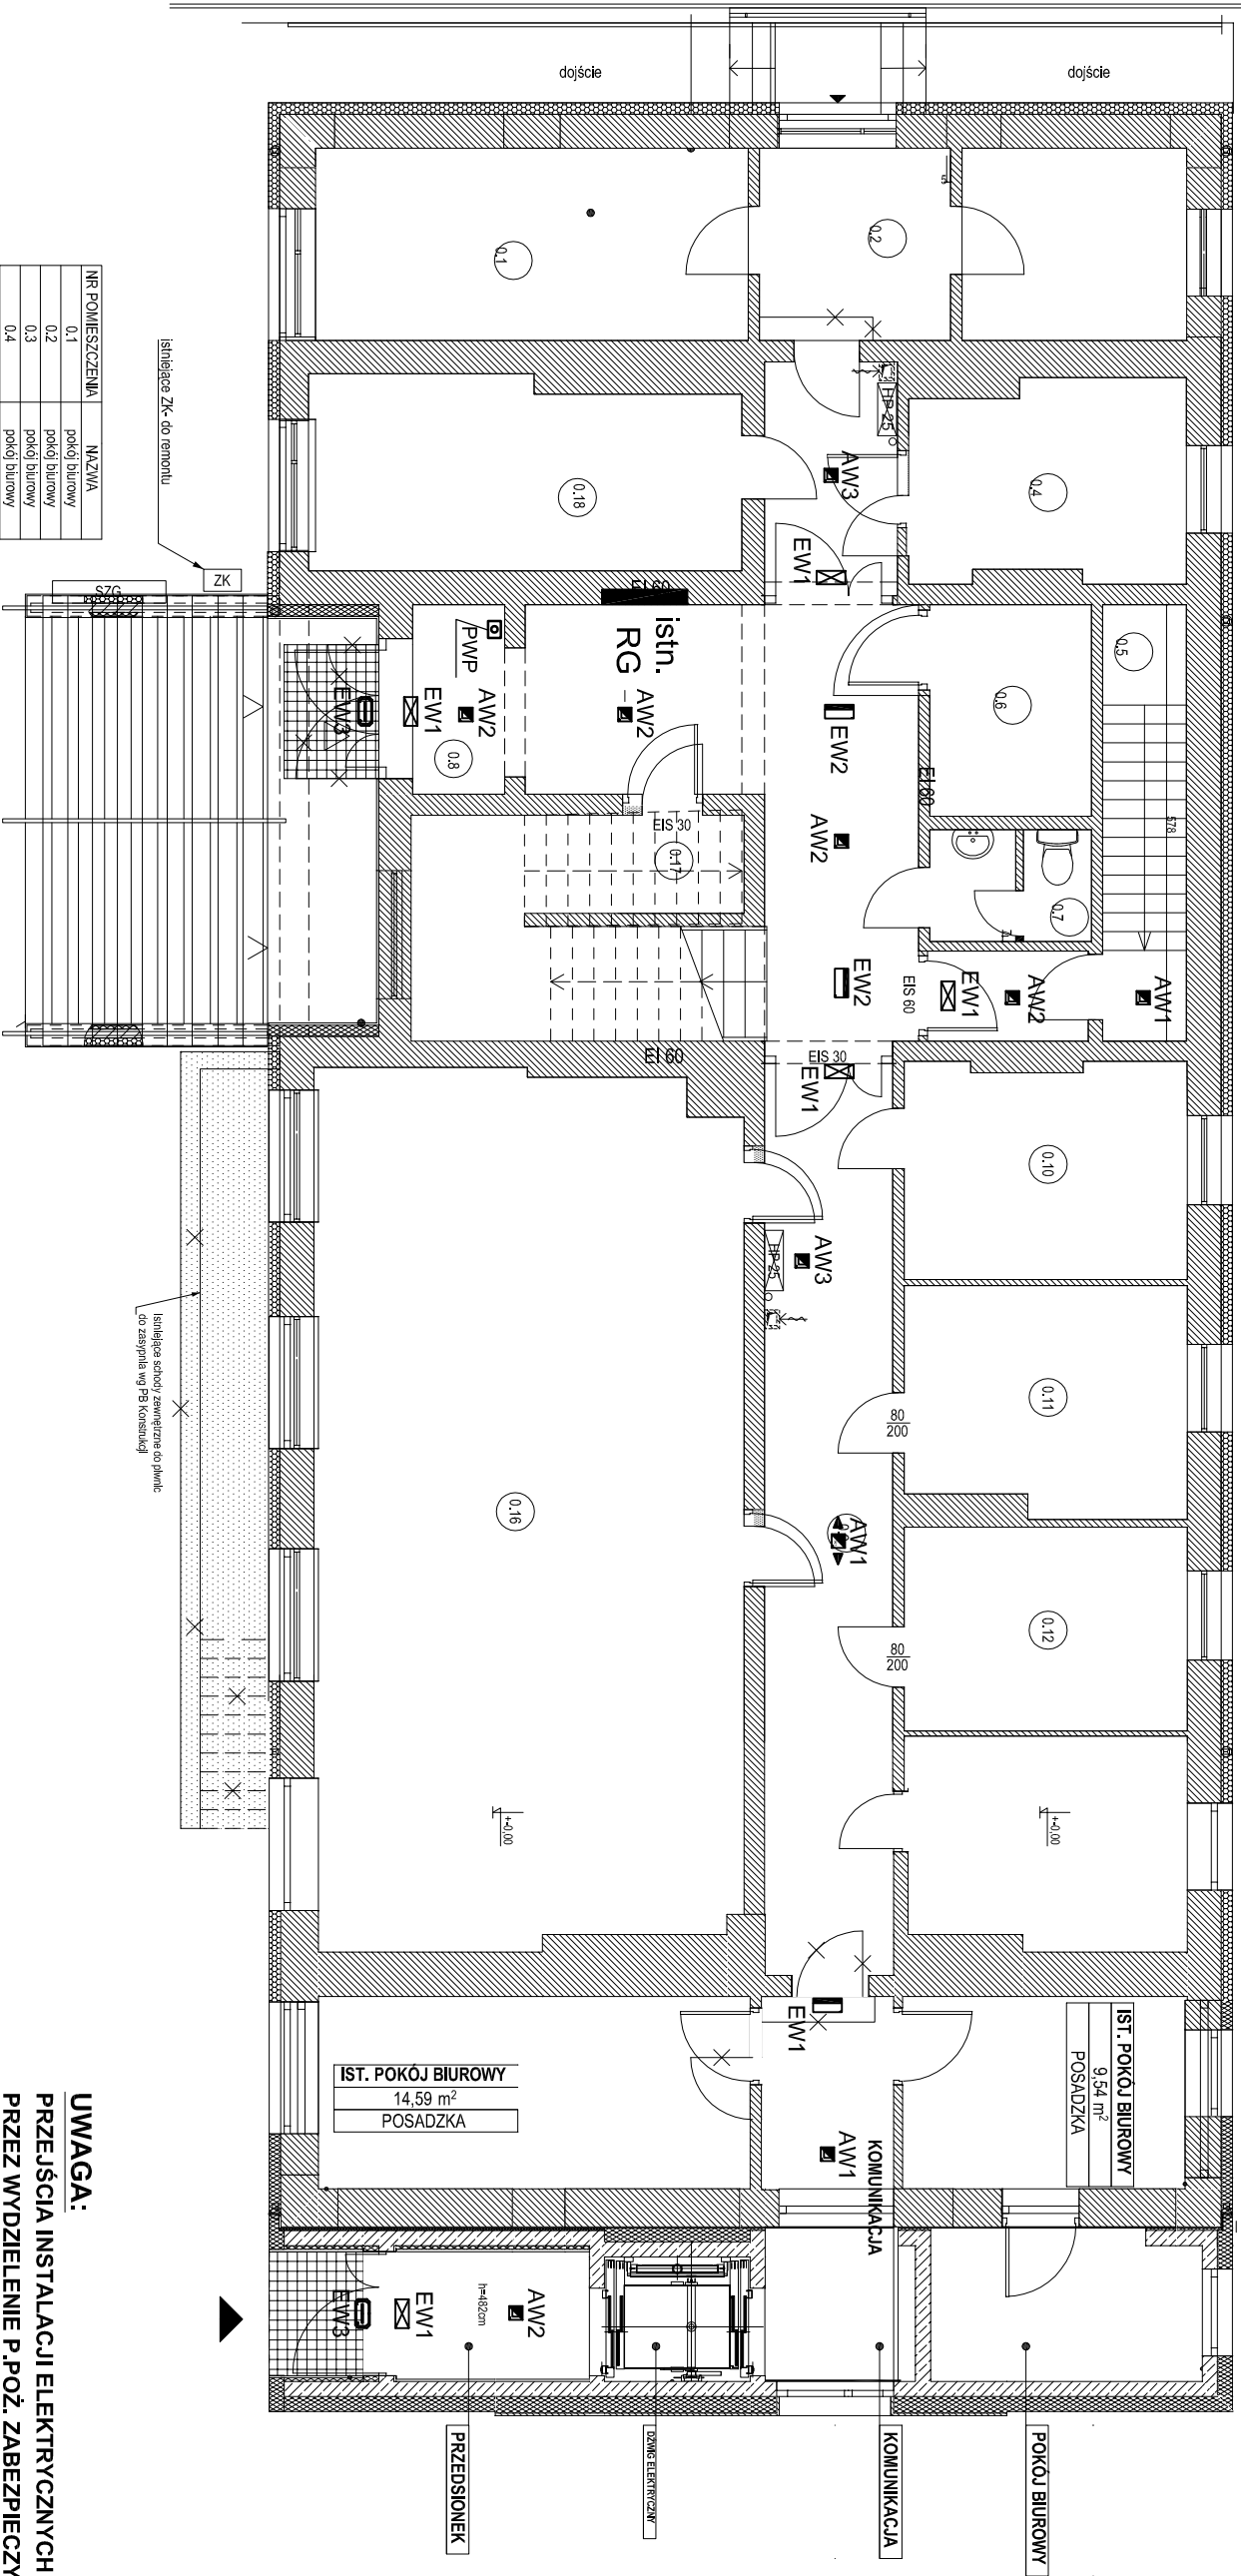 dojście
dojście
0.1
0.2
HP 25
AW3
0.4
0.18
EW1
EI 60
ZK
SZG
istniejące ZK- do remontu
NR POMIESZCZENIA
NAZWA
0.1
pokój biurowy
0.2
pokój biurowy
0.3
pokój biurowy
0.4
pokój biurowy
istn.
RG
PWP
AW2
AW2
EW1
EW3
0.8
EW2
AW2
0.6
0.5
EI 60
578
EIS 30
0.17
0.7
EW2
EIS 60
EW1
AW2
AW1
EI 60
EIS 30
EW1
0.10
AW3
HP 25
0.11
80
200
Istniejące schody zewnętrzne do piwnic
do zasypnia wg PB Konstrukcji
0.16
AW1
0.12
80
200
+-0,00
+-0,00
EW1
IST. POKÓJ BIUROWY
14,59 m²
POSADZKA
IST. POKÓJ BIUROWY
9,54 m²
POSADZKA
AW1
KOMUNIKACJA
EW3
EW1
h=482cm
AW2
PRZEDSIONEK
DŹWIG ELEKTRYCZNY
KOMUNIKACJA
POKÓJ BIUROWY
UWAGA:
PRZEJŚCIA INSTALACJI ELEKTRYCZNYCH
PRZEZ WYDZIELENIE P.POŻ. ZABEZPIECZY